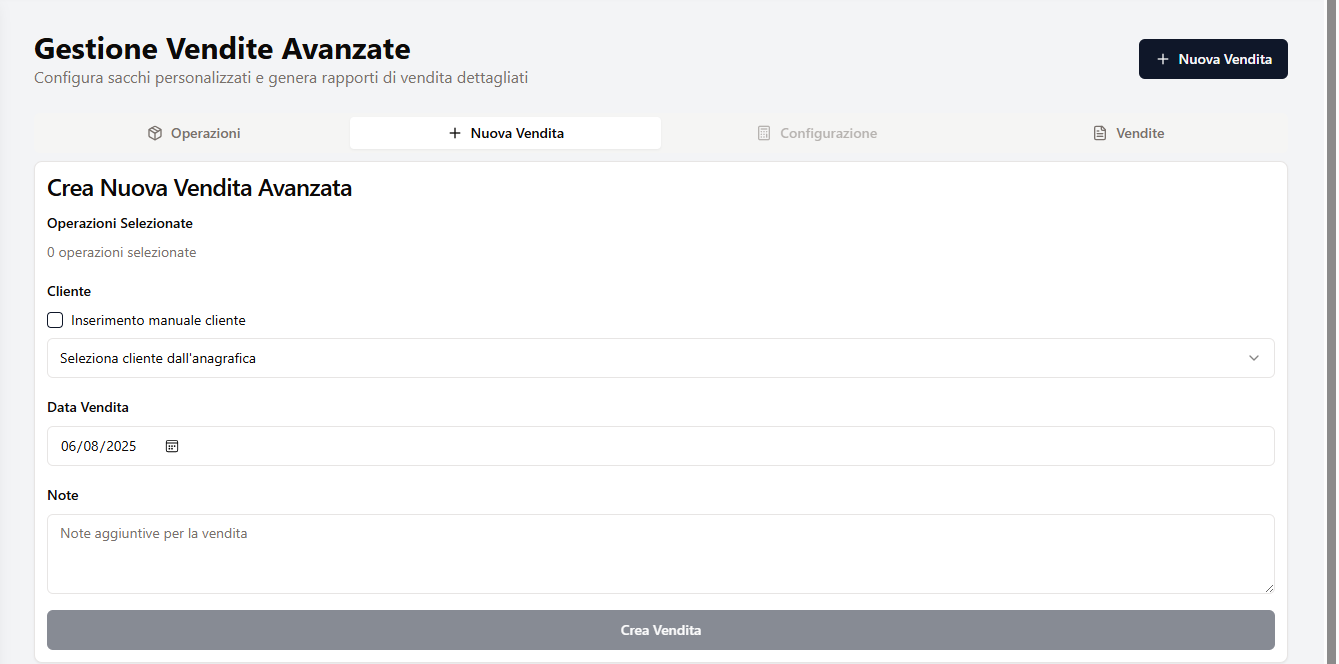 Gestione Vendite Avanzate
Configura sacchi personalizzati e genera rapporti di vendita dettagliati
Nuova Vendita
Operazioni
Nuova Vendita
Configurazione
Vendite
Crea Nuova Vendita Avanzata
Operazioni Selezionate
0 operazioni selezionate
Cliente
Inserimento manuale cliente
Seleziona cliente dall'anagrafica
Data Vendita
06/08/2025
Note
Note aggiuntive per la vendita
Crea Vendita